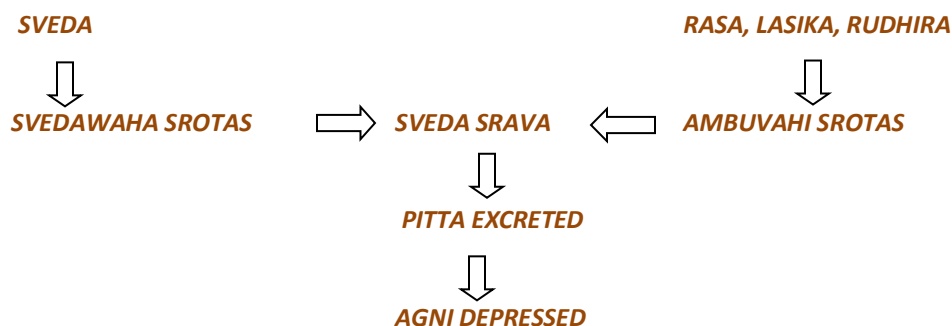 SVEDA
RASA, LASIKA, RUDHIRA
SVEDAWAHA SROTAS
SVEDA SRAVA
AMBUVAHI SROTAS
PITTA EXCRETED
AGNI DEPRESSED